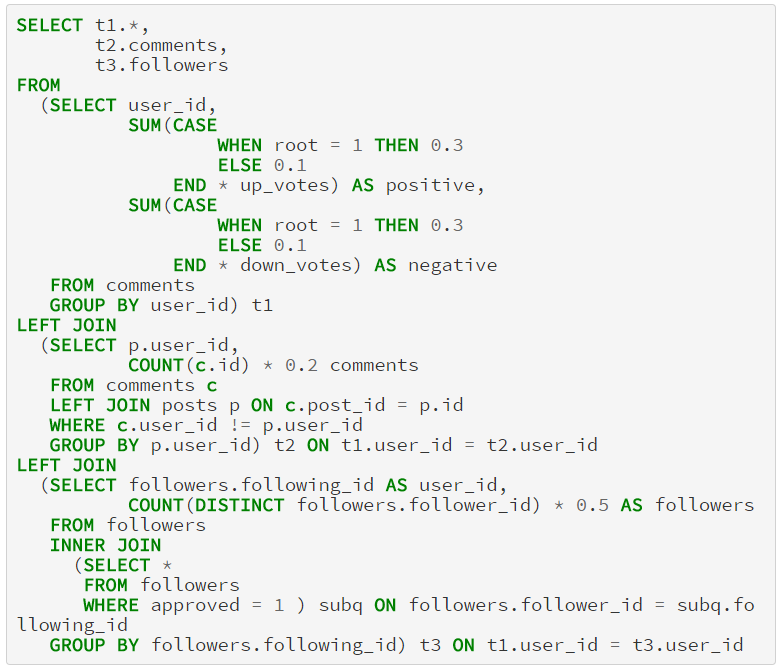 SELECT t1.*,
       t2.comments,
       t3.followers
FROM
  (SELECT user_id,
          SUM(CASE
                  WHEN root = 1 THEN 0.3
                  ELSE 0.1
              END * up_votes) AS positive,
          SUM(CASE
                  WHEN root = 1 THEN 0.3
                  ELSE 0.1
              END * down_votes) AS negative
   FROM comments
   GROUP BY user_id) t1
LEFT JOIN
  (SELECT p.user_id,
          COUNT(c.id) * 0.2 comments
   FROM comments c
   LEFT JOIN posts p ON c.post_id = p.id
   WHERE c.user_id != p.user_id
   GROUP BY p.user_id) t2 ON t1.user_id = t2.user_id
LEFT JOIN
  (SELECT followers.following_id AS user_id,
          COUNT(DISTINCT followers.follower_id) * 0.5 AS followers
   FROM followers
   INNER JOIN
     (SELECT *
      FROM followers
      WHERE approved = 1 ) subq ON followers.follower_id = subq.fo
llowing_id
   GROUP BY followers.following_id) t3 ON t1.user_id = t3.user_id